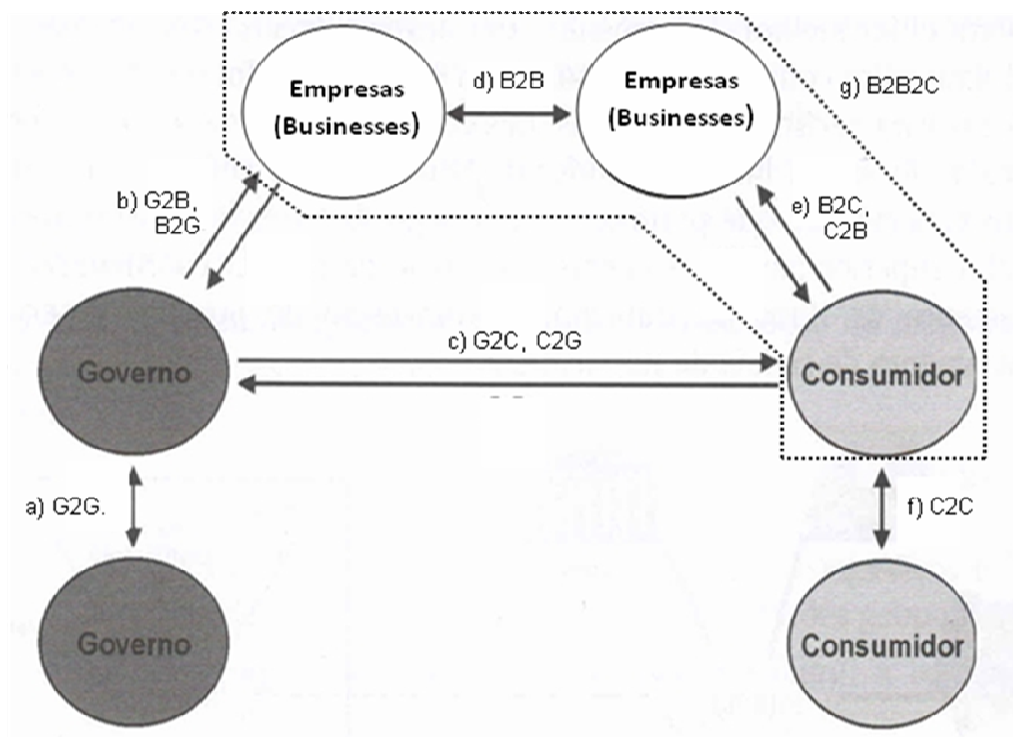 Empresas
(Businesses)
d) B2B
Empresas
(Businesses)
g) B2B2C
b) G2B,
B2G
e) B2C,
C2B
c) G2C, C2G
Governo
Consumidor
a) G2G.
f) C2C
Governo
Consumidor